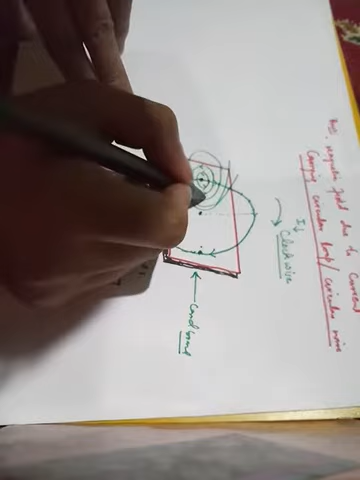 Magnetic field due to Current
Carrying circular loop/circular wire
If
Clockwise
Card board